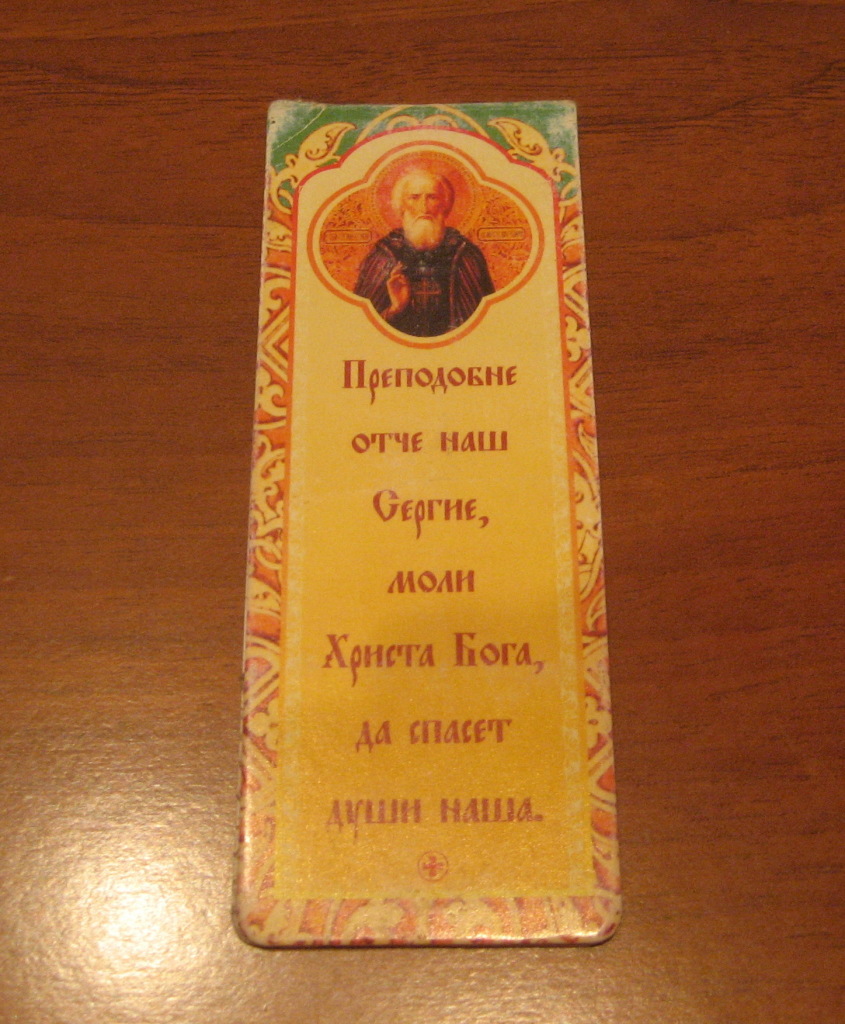 Преподобне
отче наш
Сергие,
моли
Христа Бога,
да спасет
души наша.